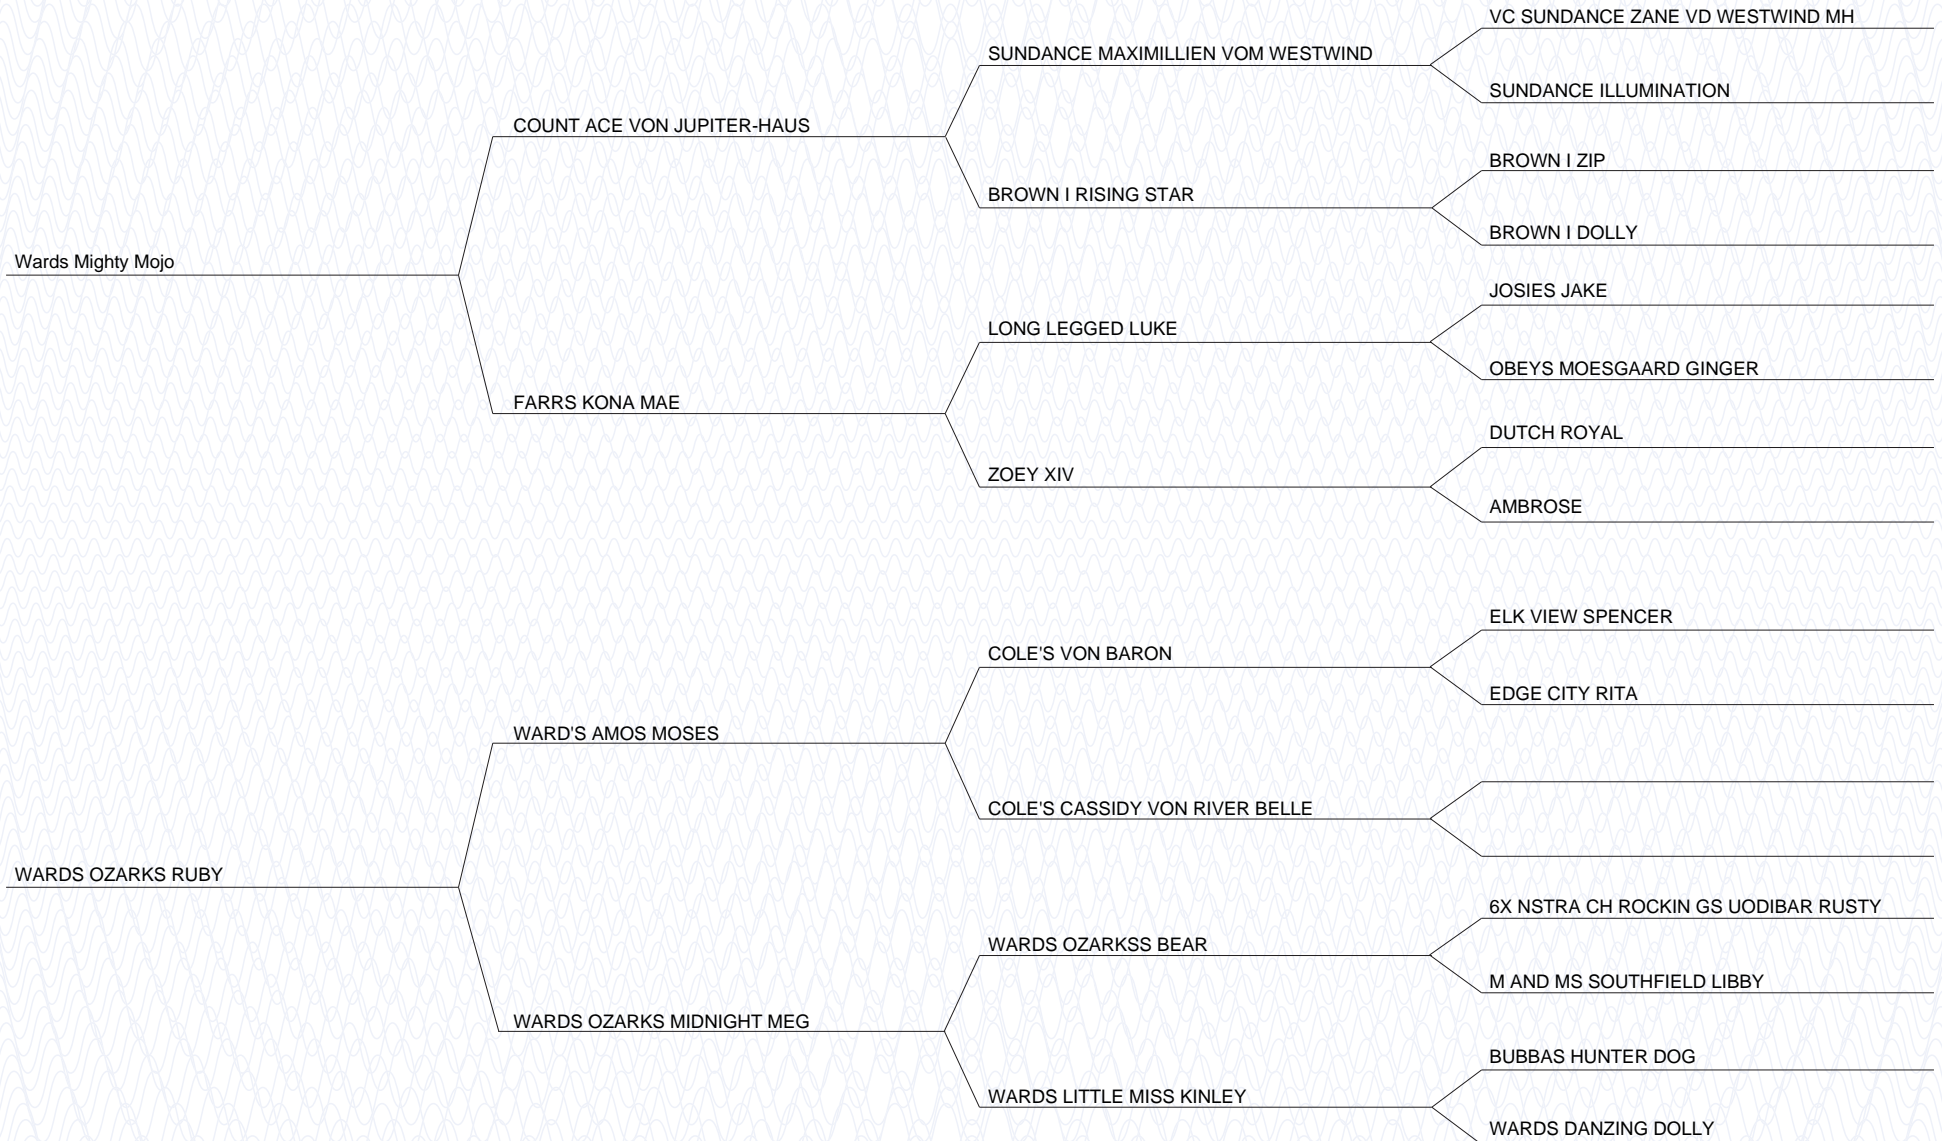 VC SUNDANCE ZANE VD WESTWIND MH
SUNDANCE MAXIMILLIEN VOM WESTWIND
SUNDANCE ILLUMINATION
COUNT ACE VON JUPITER-HAUS
BROWN I ZIP
BROWN I RISING STAR
BROWN I DOLLY
Wards Mighty Mojo
JOSIES JAKE
LONG LEGGED LUKE
OBEYS MOESGAARD GINGER
FARRS KONA MAE
DUTCH ROYAL
ZOEY XIV
AMBROSE
ELK VIEW SPENCER
COLE'S VON BARON
EDGE CITY RITA
WARD'S AMOS MOSES
COLE'S CASSIDY VON RIVER BELLE
WARDS OZARKS RUBY
6X NSTRA CH ROCKIN GS UODIBAR RUSTY
WARDS OZARKSS BEAR
M AND MS SOUTHFIELD LIBBY
WARDS OZARKS MIDNIGHT MEG
BUBBAS HUNTER DOG
WARDS LITTLE MISS KINLEY
WARDS DANZING DOLLY